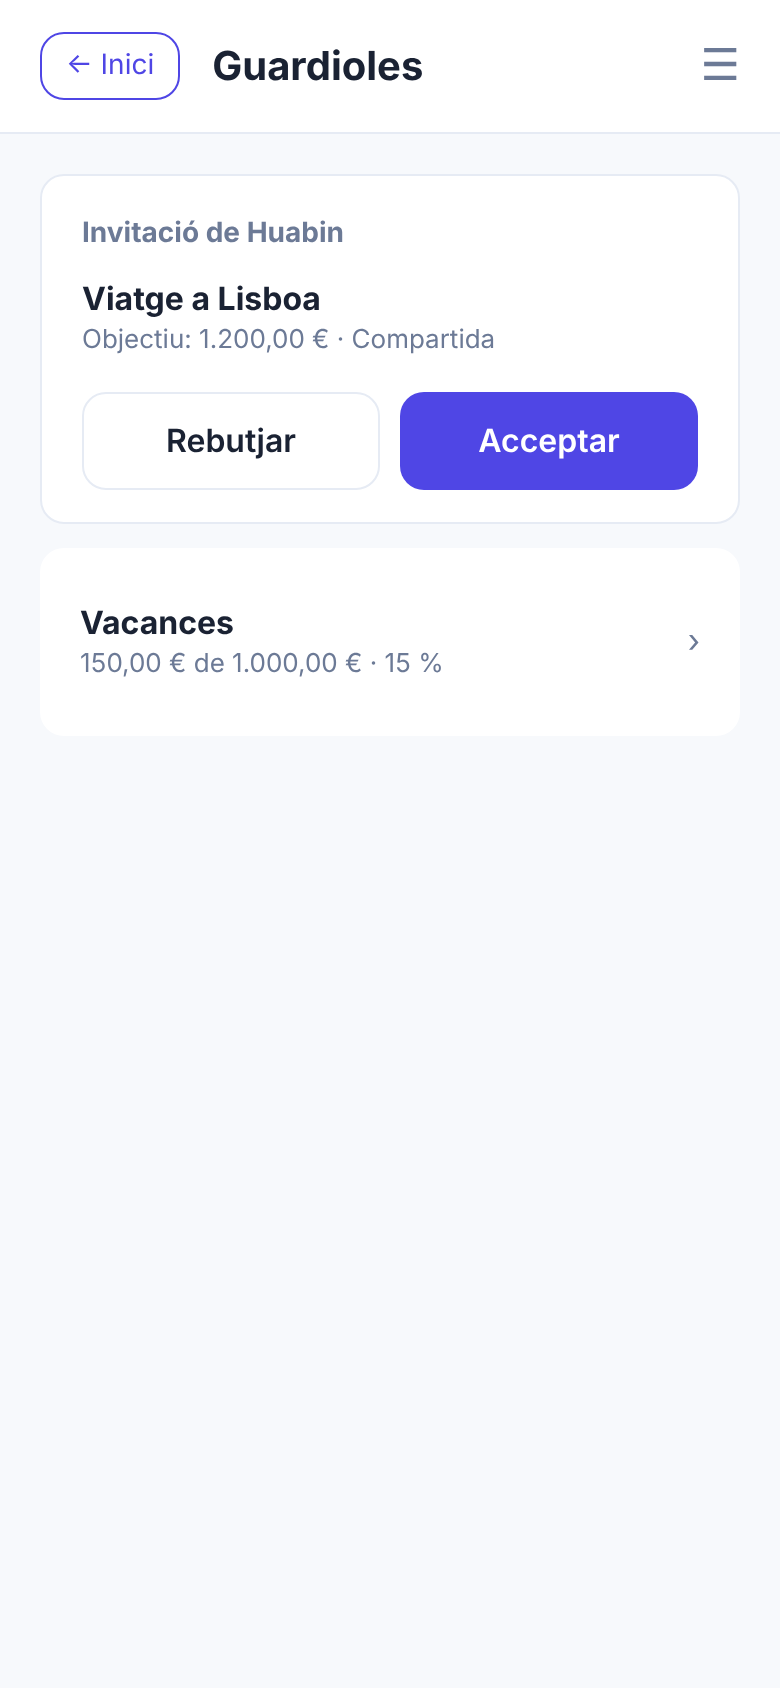 ← Inici
Guardioles
☰
Invitació de Huabin
Viatge a Lisboa
Objectiu: 1.200,00 € · Compartida
Rebutjar
Acceptar
Vacances
150,00 € de 1.000,00 € · 15 %
›